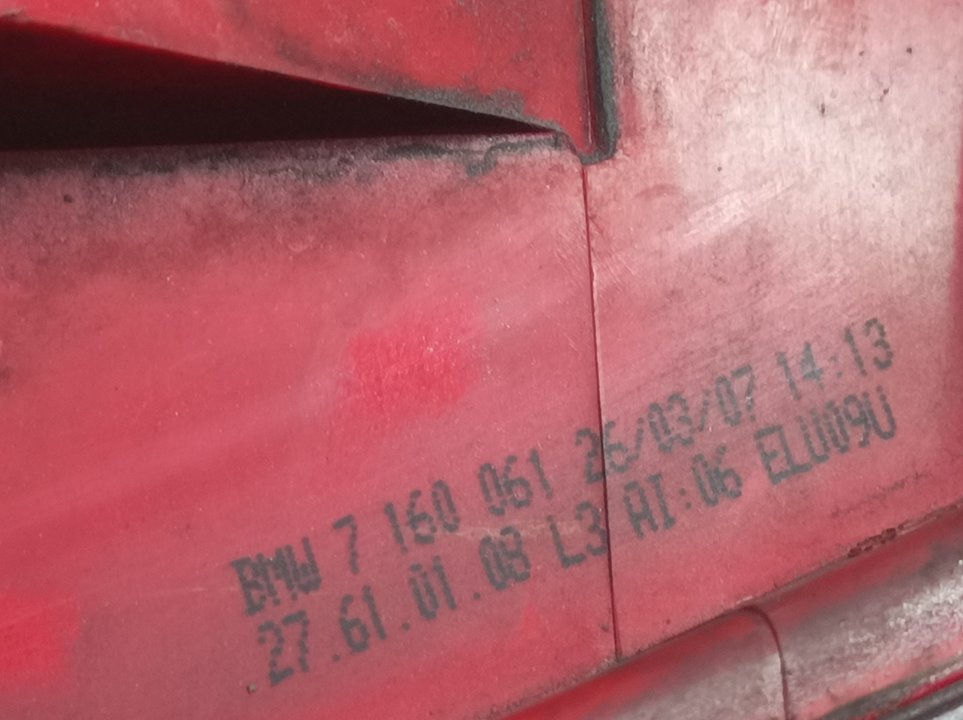 BMW 7 160 061 26/03/07 14:13
27.61.01.08 L3 AI:06 ELU09U